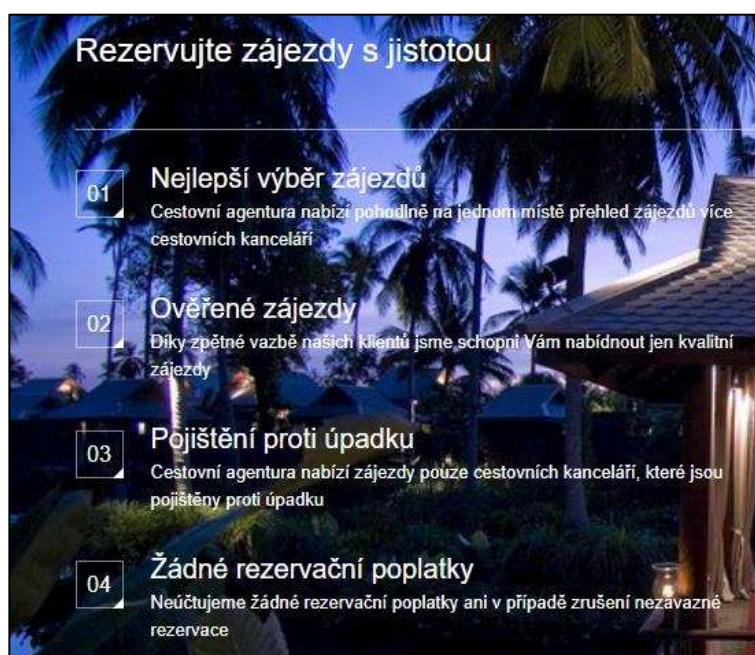 Rezervujte zájezdy s jistotou
01
Nejlepší výběr zájezdů
Cestovní agentura nabízí pohodlně na jednom místě přehled zájezdů více
cestovních kanceláří
02
Ověřené zájezdy
Díky zpětné vazbě našich klientů jsme schopni Vám nabídnout jen kvalitní
zájezdy
03
Pojištění proti úpadku
Cestovní agentura nabízí zájezdy pouze cestovních kanceláří, které jsou
pojištěny proti úpadku
04
Žádné rezervační poplatky
Neúčtujeme žádné rezervační poplatky ani v případě zrušení nezávazné
rezervace